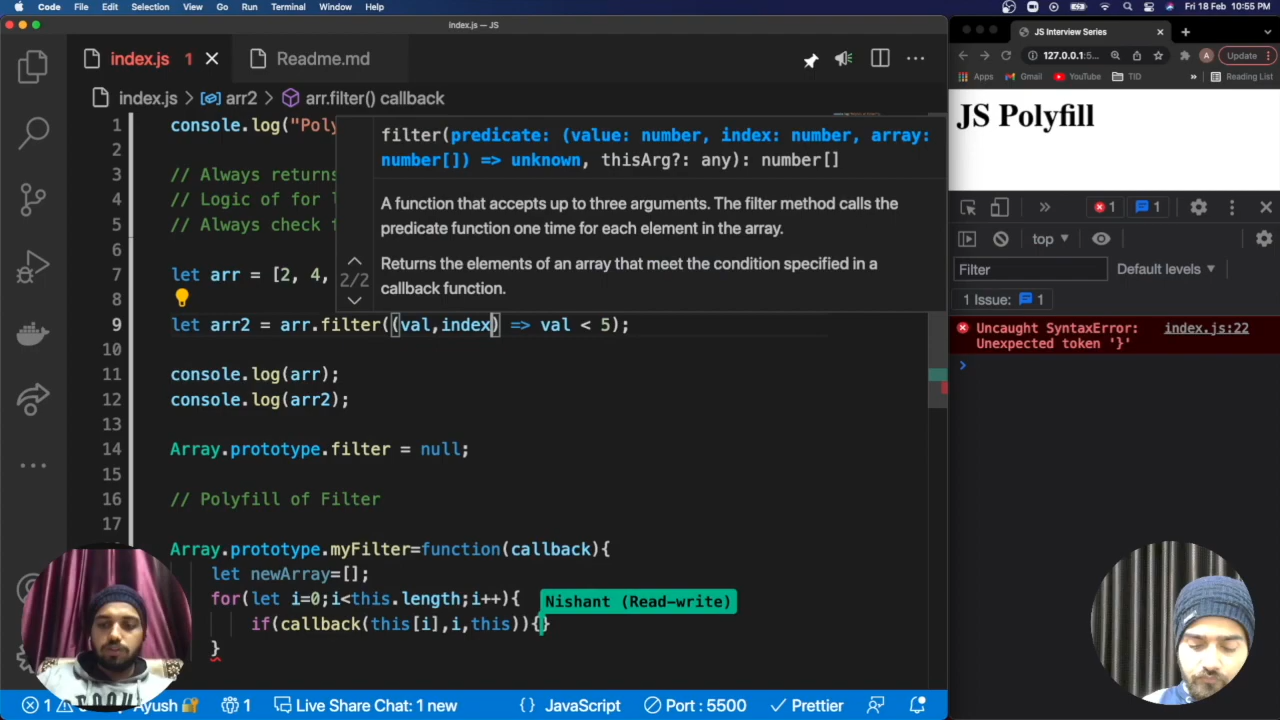 Code File Edit Selection View Go Run Terminal Window Help
Fri 18 Feb 10:55 PM
index.js — JS
index.js 1
Readme.md
index.js › arr2 › arr.filter() callback
1 console.log("Poly
2
3 // Always returns
4 // Logic of for l
5 // Always check f
6
7 let arr = [2, 4,
8
9 let arr2 = arr.filter((val,index) => val < 5);
10
11 console.log(arr);
12 console.log(arr2);
13
14 Array.prototype.filter = null;
15
16 // Polyfill of Filter
17
Array.prototype.myFilter=function(callback){
let newArray=[];
for(let i=0;i<this.length;i++){
if(callback(this[i],i,this)){}
}
filter(predicate: (value: number, index: number, array:
number[]) => unknown, thisArg?: any): number[]
A function that accepts up to three arguments. The filter method calls the
predicate function one time for each element in the array.
2/2
Returns the elements of an array that meet the condition specified in a
callback function.
Nishant (Read-write)
Ayush
1
Live Share Chat: 1 new
{ } JavaScript
Port : 5500
Prettier
JS Interview Series
127.0.0.1:5...
A
Update
Apps Gmail YouTube TID » Reading List
JS Polyfill
1 1
top
Filter
Default levels
1 Issue: 1
Uncaught SyntaxError: index.js:22
Unexpected token '}'